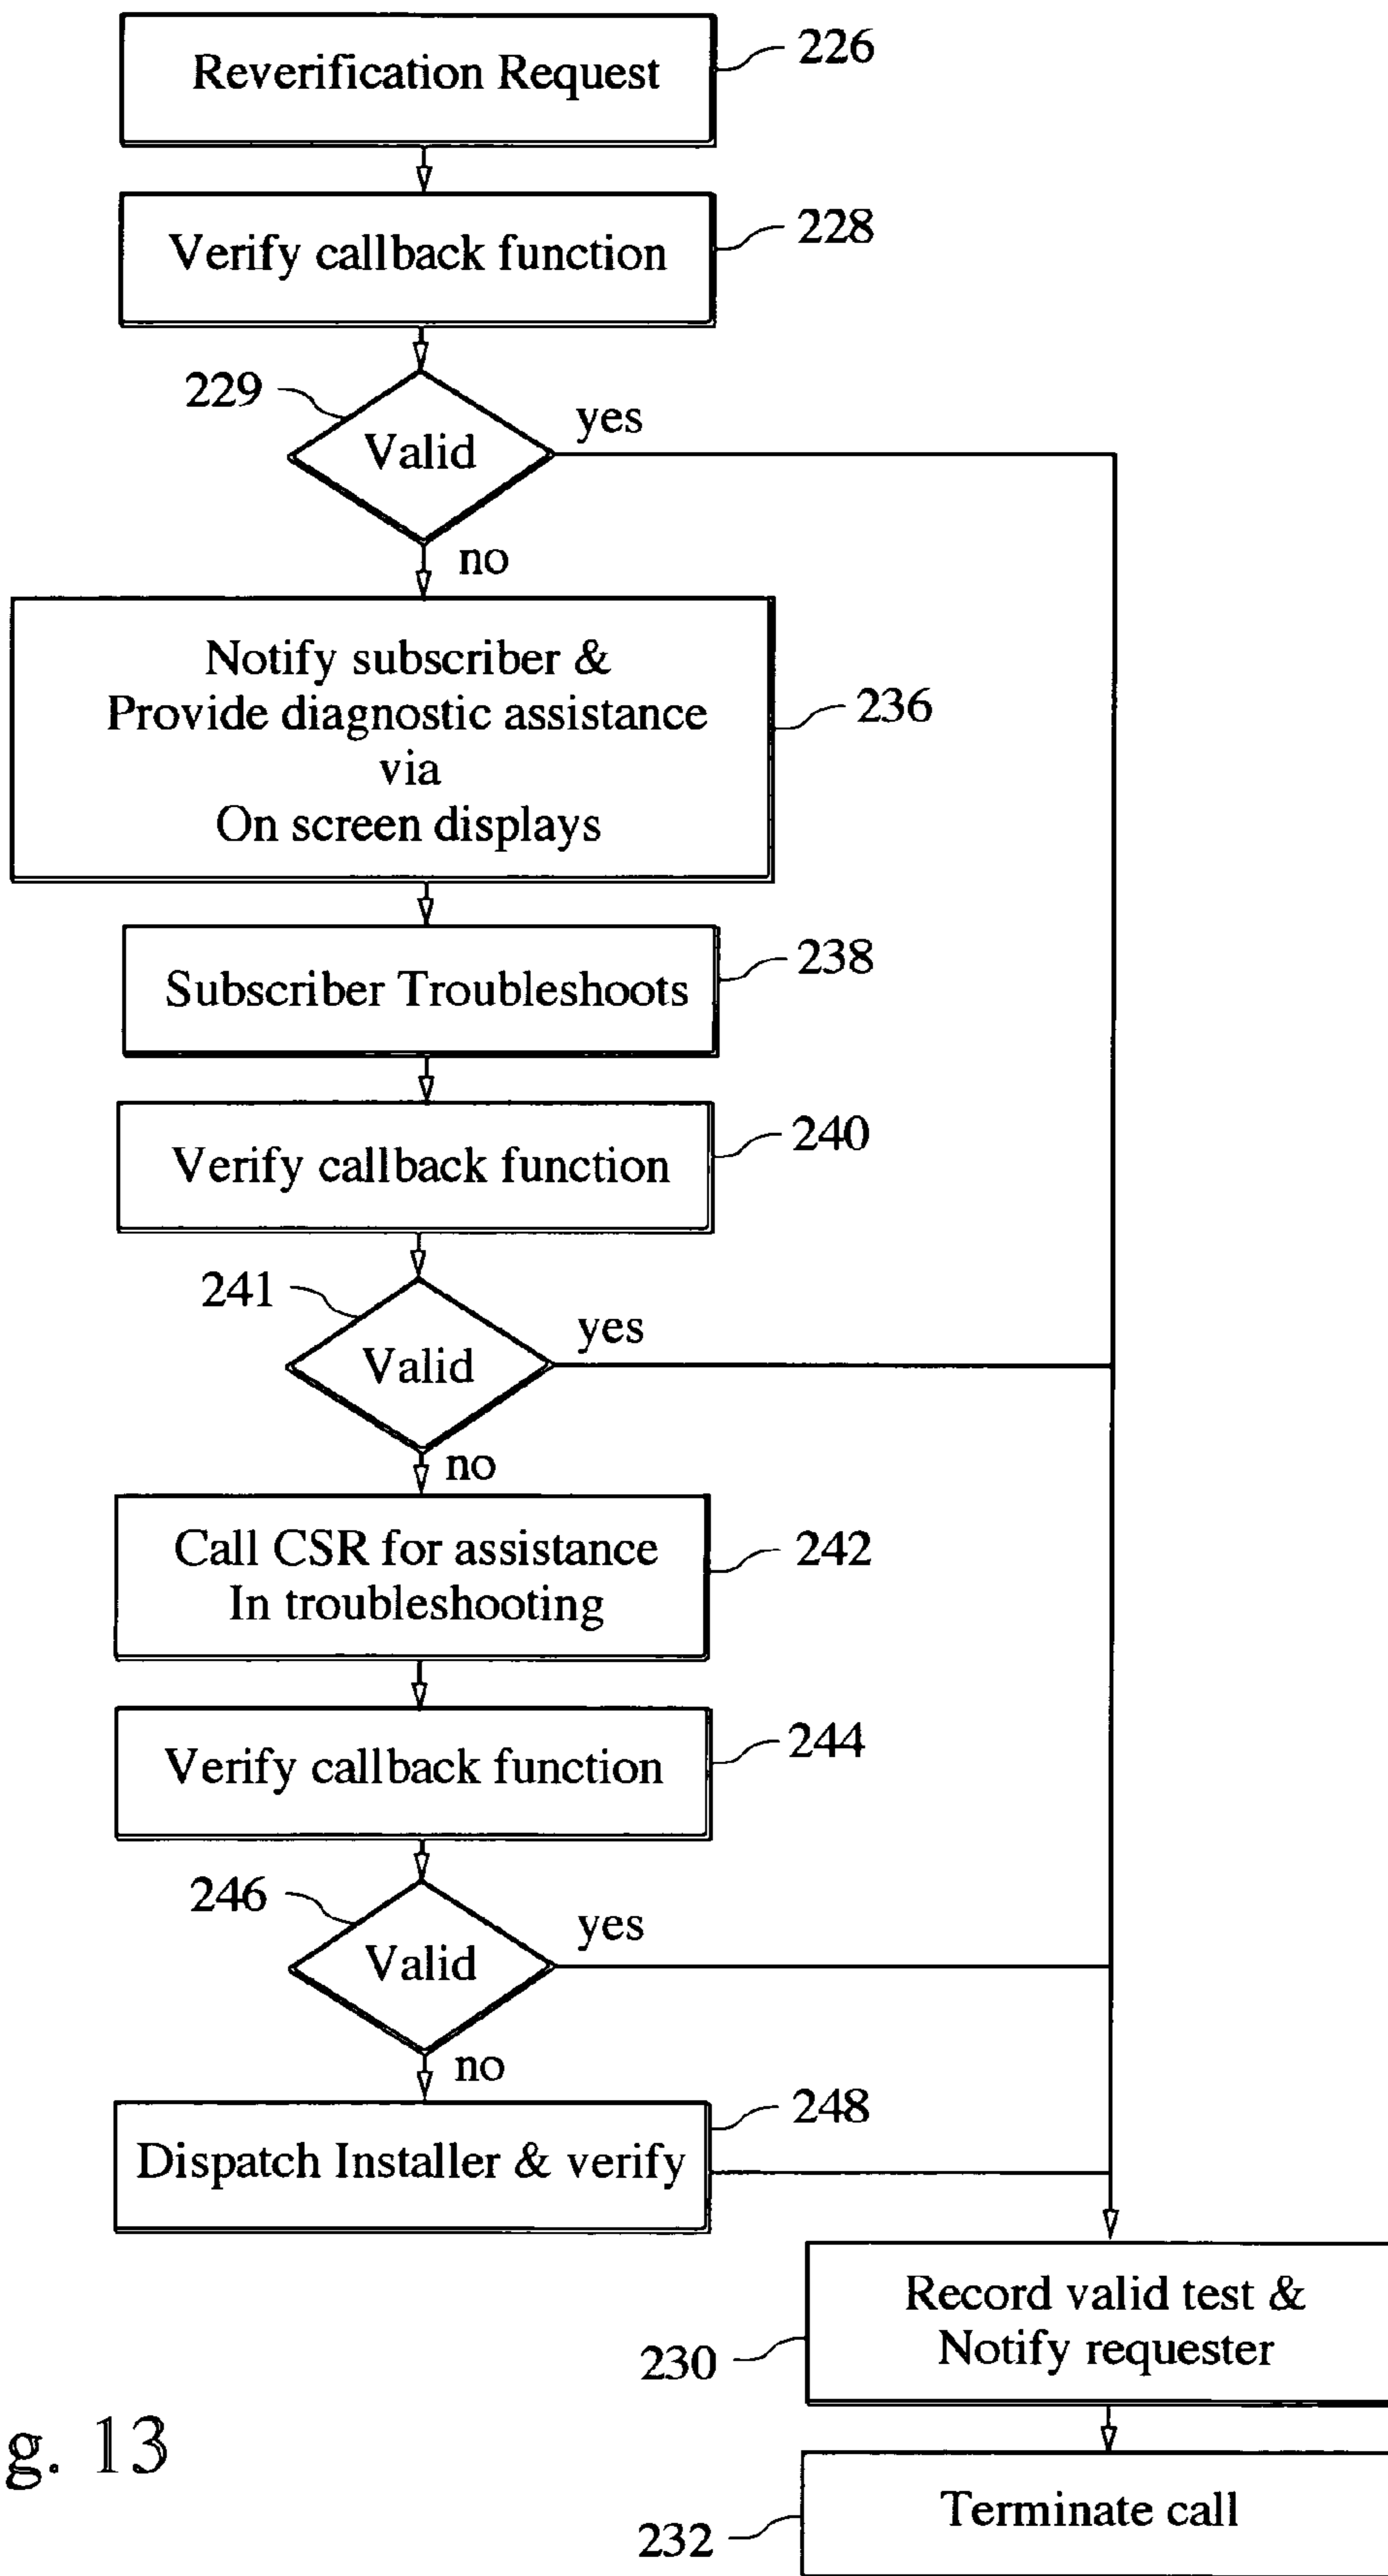 Reverification Request
226
Verify callback function
228
229
Valid
yes
no
Notify subscriber &
Provide diagnostic assistance
via
On screen displays
236
Subscriber Troubleshoots
238
Verify callback function
240
241
Valid
yes
no
Call CSR for assistance
In troubleshooting
242
Verify callback function
244
246
Valid
yes
no
Dispatch Installer & verify
248
Record valid test &
Notify requester
230
Terminate call
232
g. 13